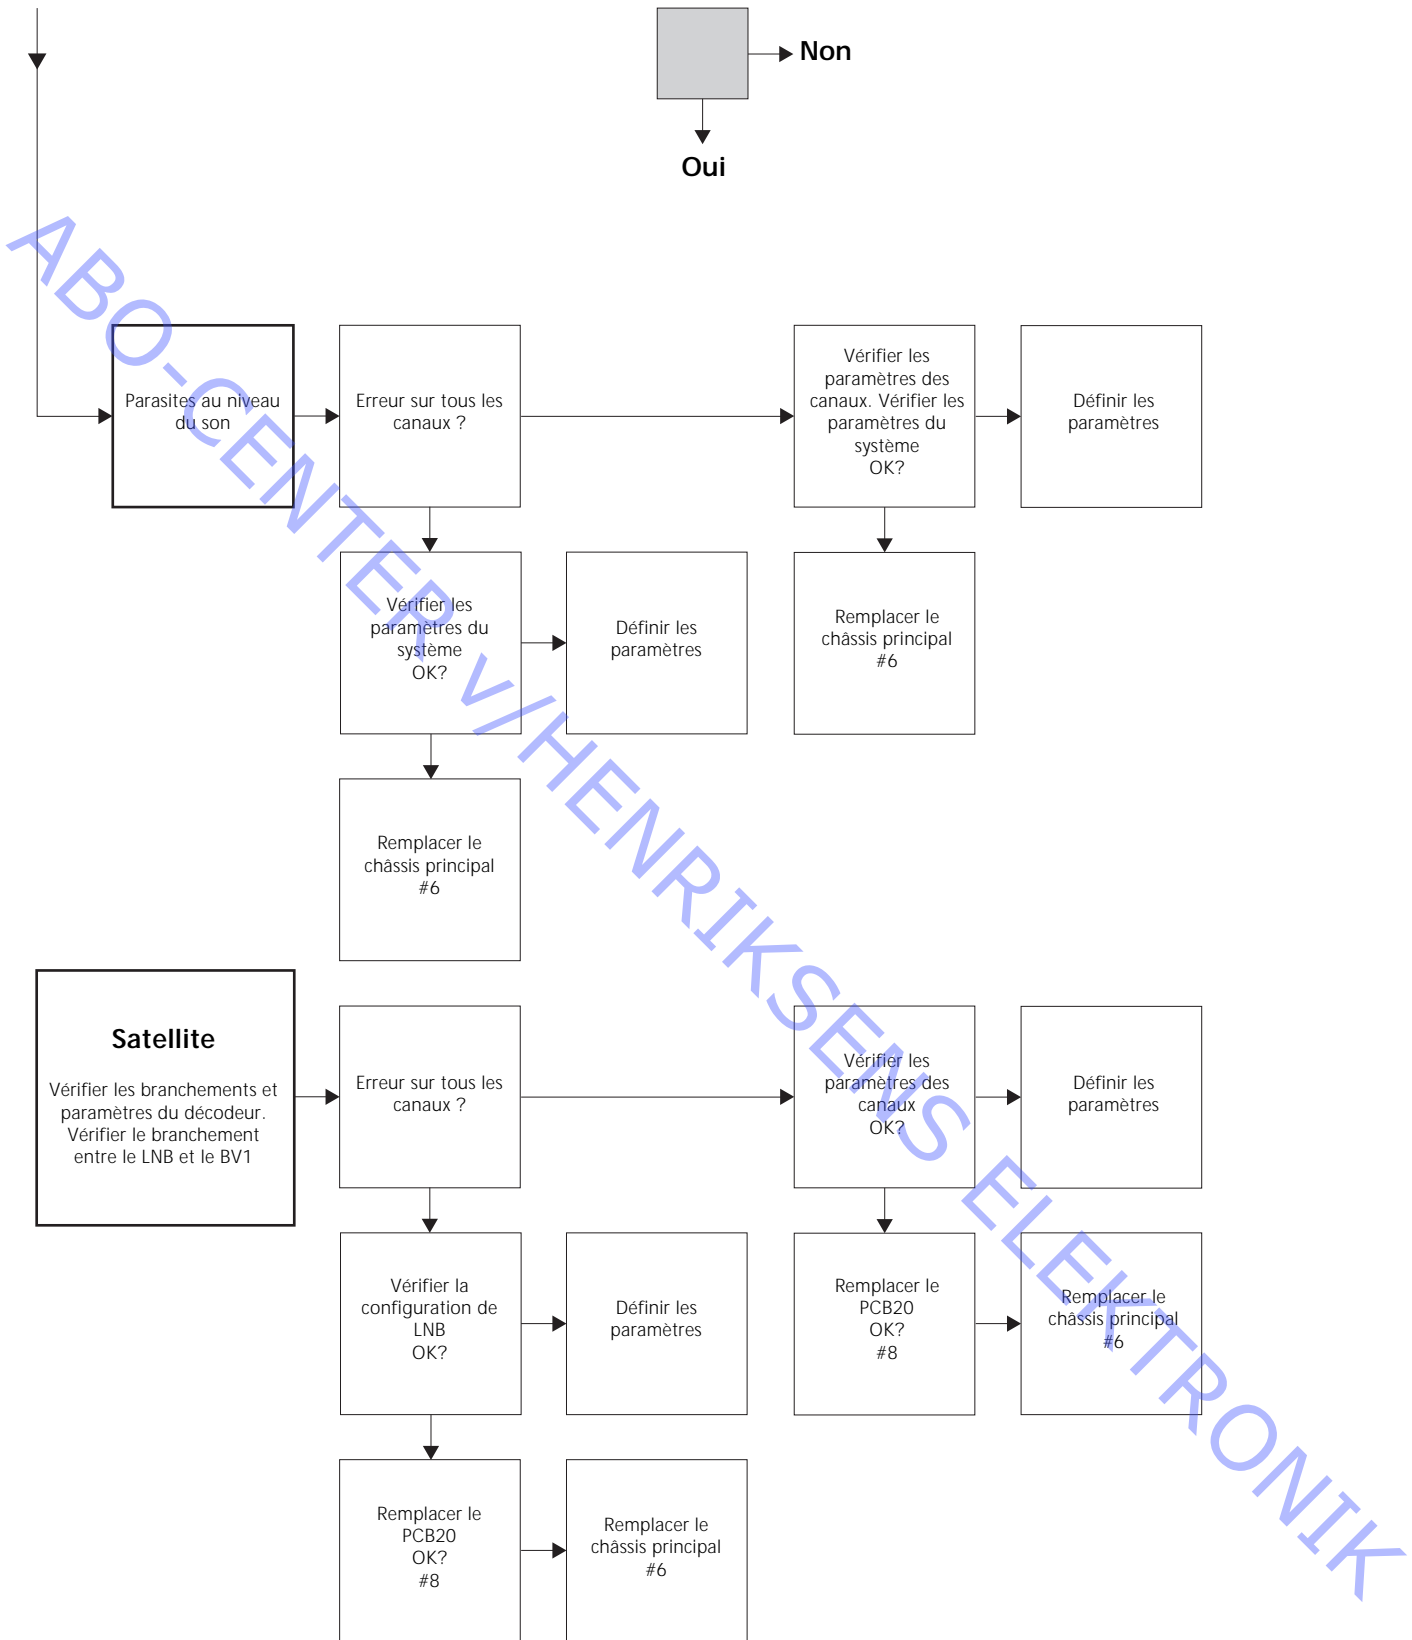 Non
Oui
Parasites au niveau
du son
Erreur sur tous les
canaux ?
Vérifier les
paramètres des
canaux. Vérifier les
paramètres du
système
OK?
Définir les
paramètres
Vérifier les
paramètres du
système
OK?
Définir les
paramètres
Remplacer le
châssis principal
#6
Remplacer le
châssis principal
#6
Satellite
Vérifier les branchements et
paramètres du décodeur.
Vérifier le branchement
entre le LNB et le BV1
Erreur sur tous les
canaux ?
Vérifier les
paramètres des
canaux
OK?
Définir les
paramètres
Vérifier la
configuration de
LNB
OK?
Définir les
paramètres
Remplacer le
PCB20
OK?
#8
Remplacer le
châssis principal
#6
Remplacer le
PCB20
OK?
#8
Remplacer le
châssis principal
#6
ABO-CENTER v/HENRIKSENS ELEKTRONIK